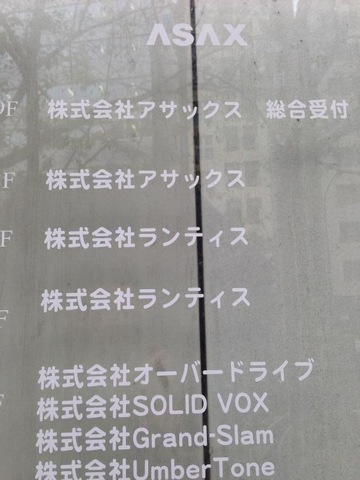 ASAX
OF 株式会社アサックス 総合受付
F 株式会社アサックス
F 株式会社ランティス
F 株式会社ランティス
株式会社オーバードライブ
F 株式会社SOLID VOX
株式会社Grand-Slam
株式会社UmberTone